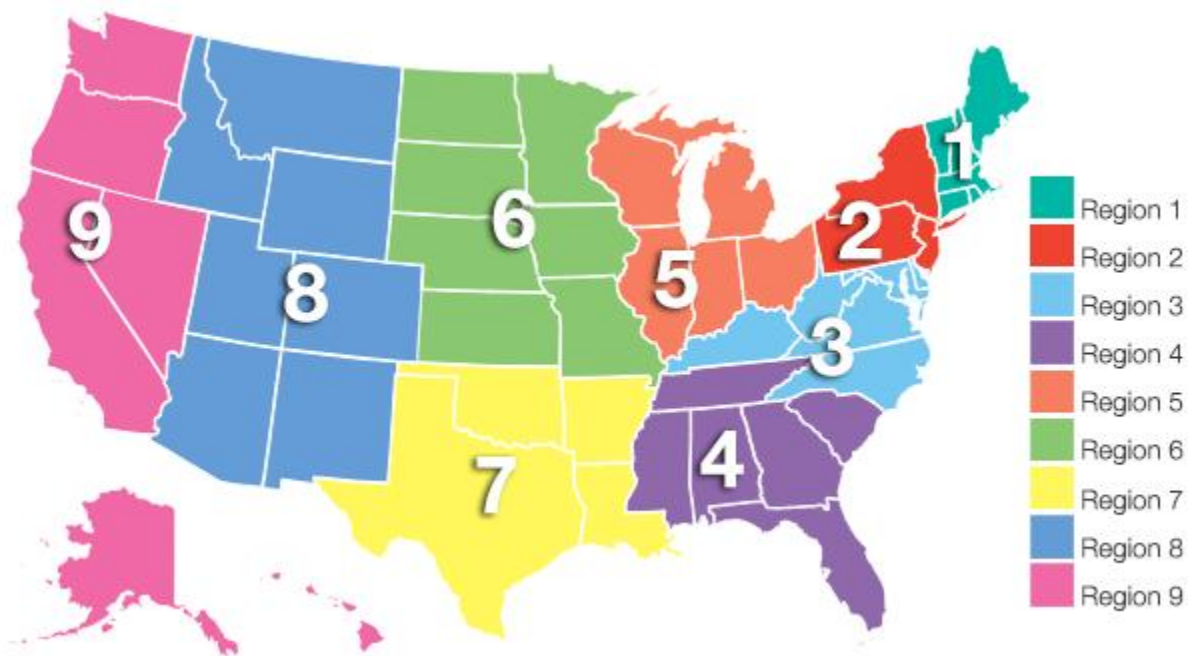 1
2
3
4
5
6
7
8
9
Region 1
Region 2
Region 3
Region 4
Region 5
Region 6
Region 7
Region 8
Region 9